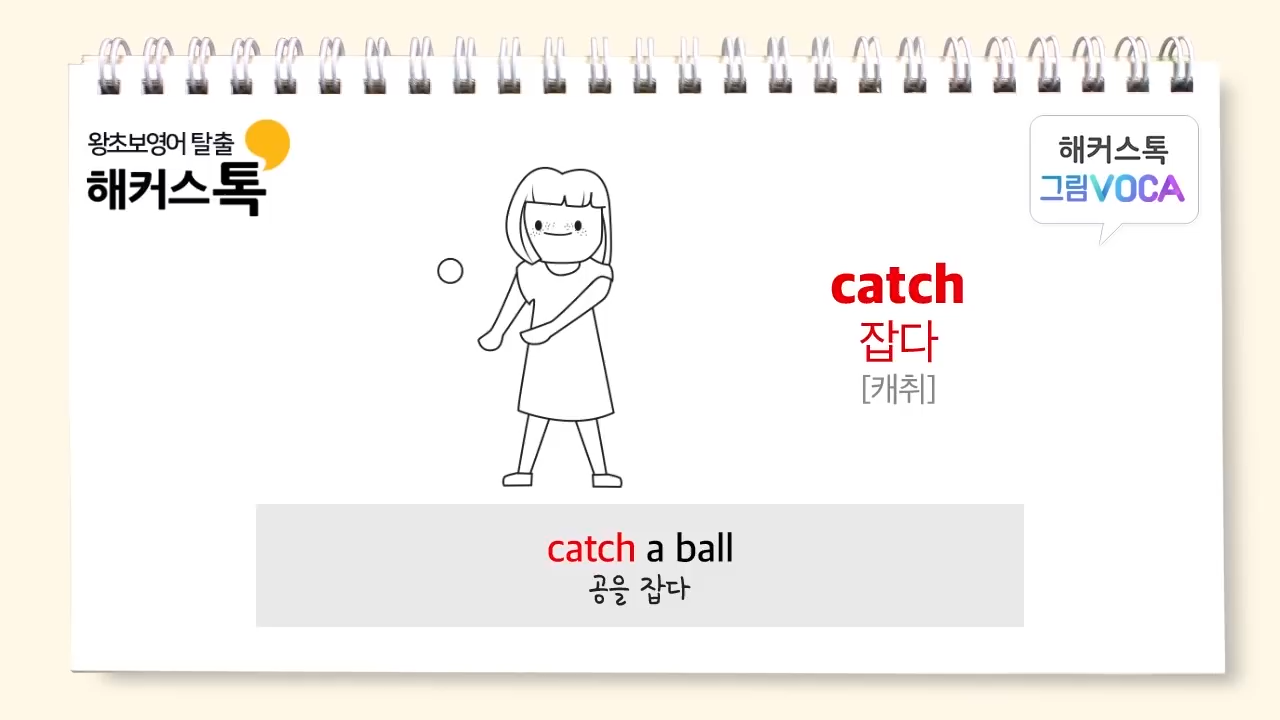 왕초보영어 탈출
해커스톡
해커스톡
그림VOCA
catch
잡다
[캐취]
catch a ball
공을 잡다